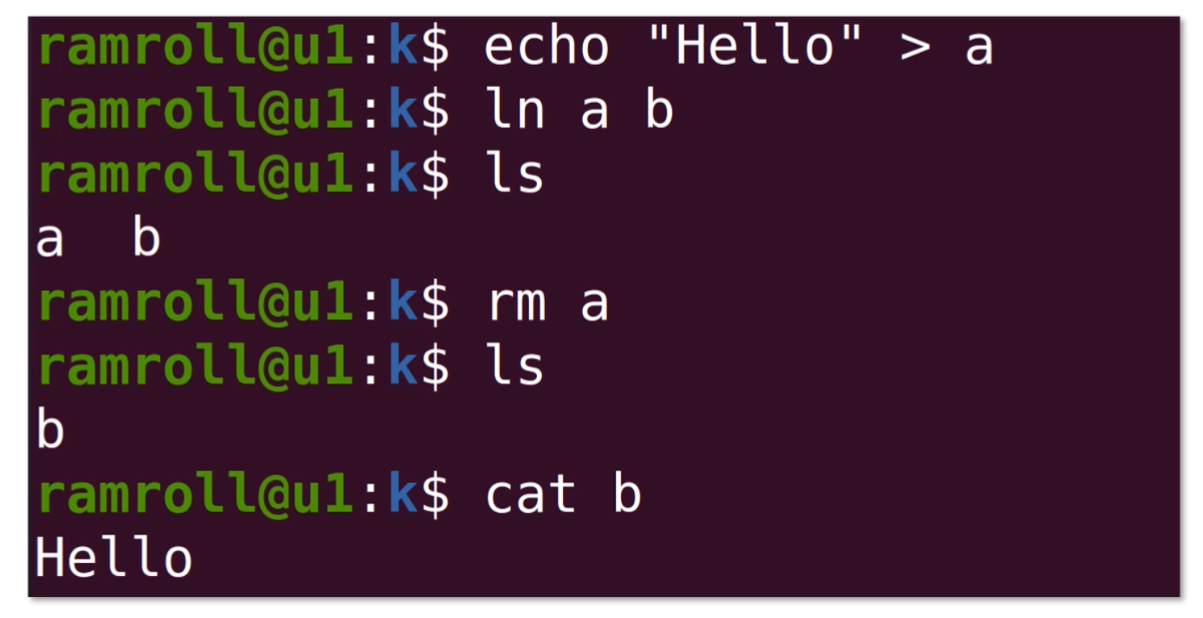 ramroll@u1:k$ echo "Hello" > a
ramroll@u1:k$ ln a b
ramroll@u1:k$ ls
a  b
ramroll@u1:k$ rm a
ramroll@u1:k$ ls
b
ramroll@u1:k$ cat b
Hello